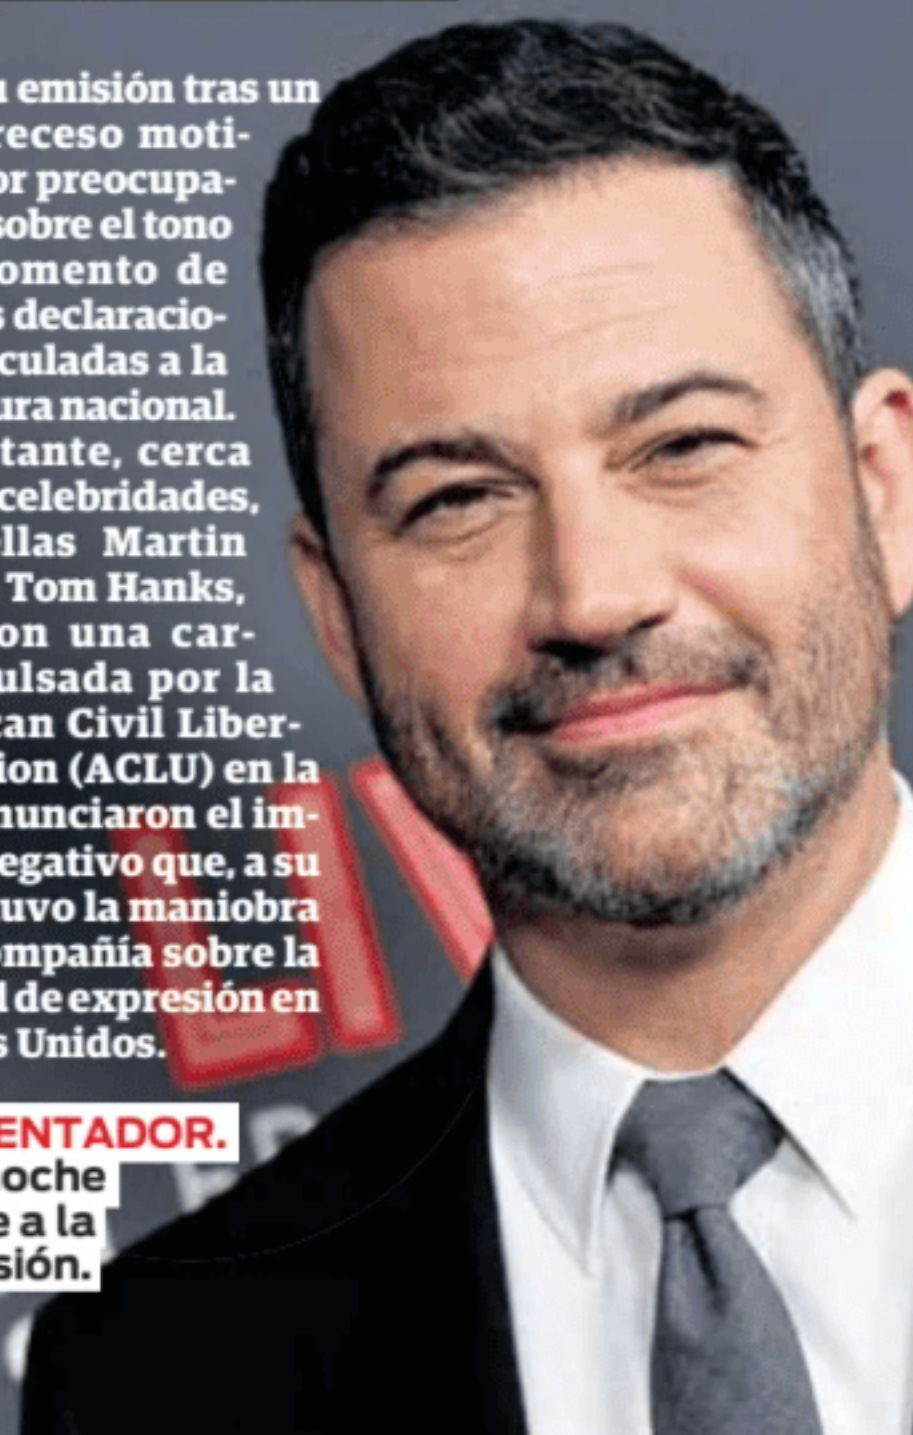 emisión tras un
receso moti-
or preocupa-
sobre el tono
omento de
s declaracio-
culadas a la
ura nacional.
tante, cerca
celebridades,
ellas Martin
Tom Hanks,
on una car-
ulsada por la
can Civil Liber-
ion (ACLU) en la
nunciaron el im-
egativo que, a su
uvo la maniobra
ompañía sobre la
d de expresión en
s Unidos.
LIV
ENTADOR.
oche
e a la
sión.